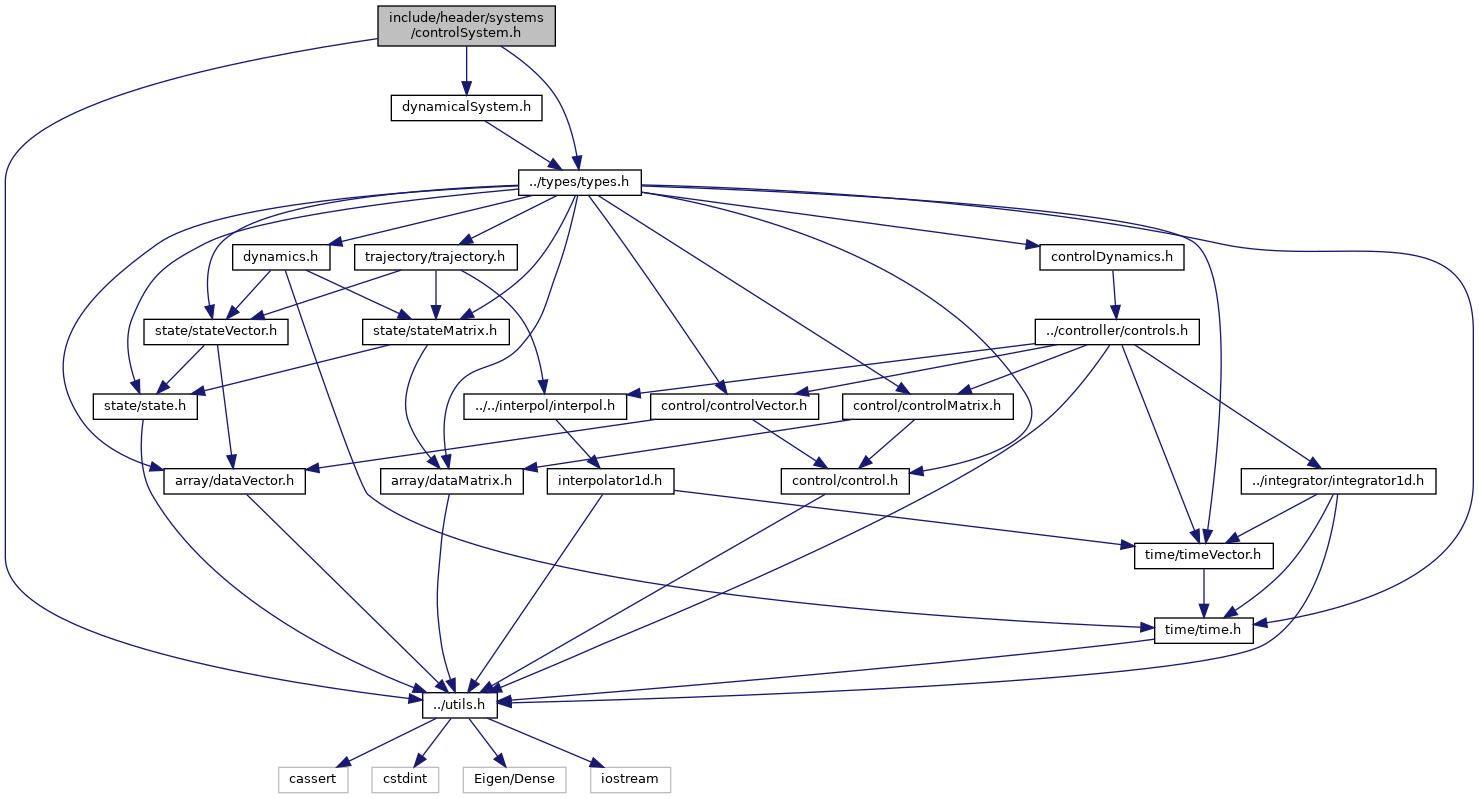 include/header/systems
/controlSystem.h
dynamicalSystem.h
../types/types.h
dynamics.h
trajectory/trajectory.h
controlDynamics.h
state/stateVector.h
state/stateMatrix.h
../controller/controls.h
state/state.h
../../interpol/interpol.h
control/controlVector.h
control/controlMatrix.h
array/dataVector.h
array/dataMatrix.h
interpolator1d.h
control/control.h
../integrator/integrator1d.h
time/timeVector.h
time/time.h
../utils.h
cassert
cstdint
Eigen/Dense
iostream